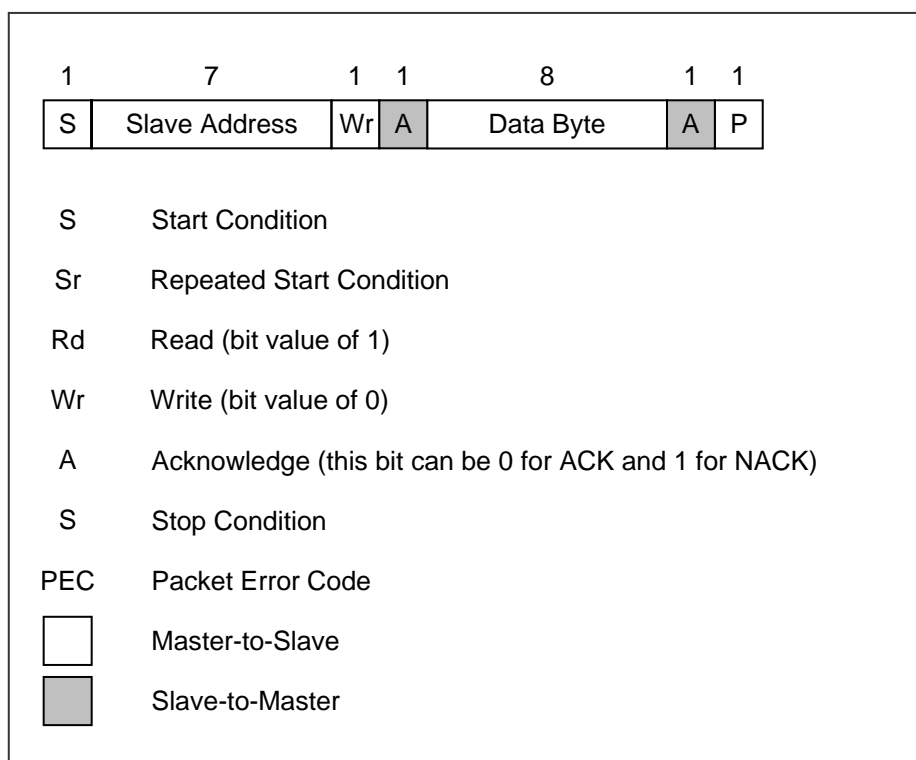 1 7 1 1 8 1 1
S Slave Address Wr A Data Byte A P
S Start Condition
Sr Repeated Start Condition
Rd Read (bit value of 1)
Wr Write (bit value of 0)
A Acknowledge (this bit can be 0 for ACK and 1 for NACK)
S Stop Condition
PEC Packet Error Code
Master-to-Slave
Slave-to-Master